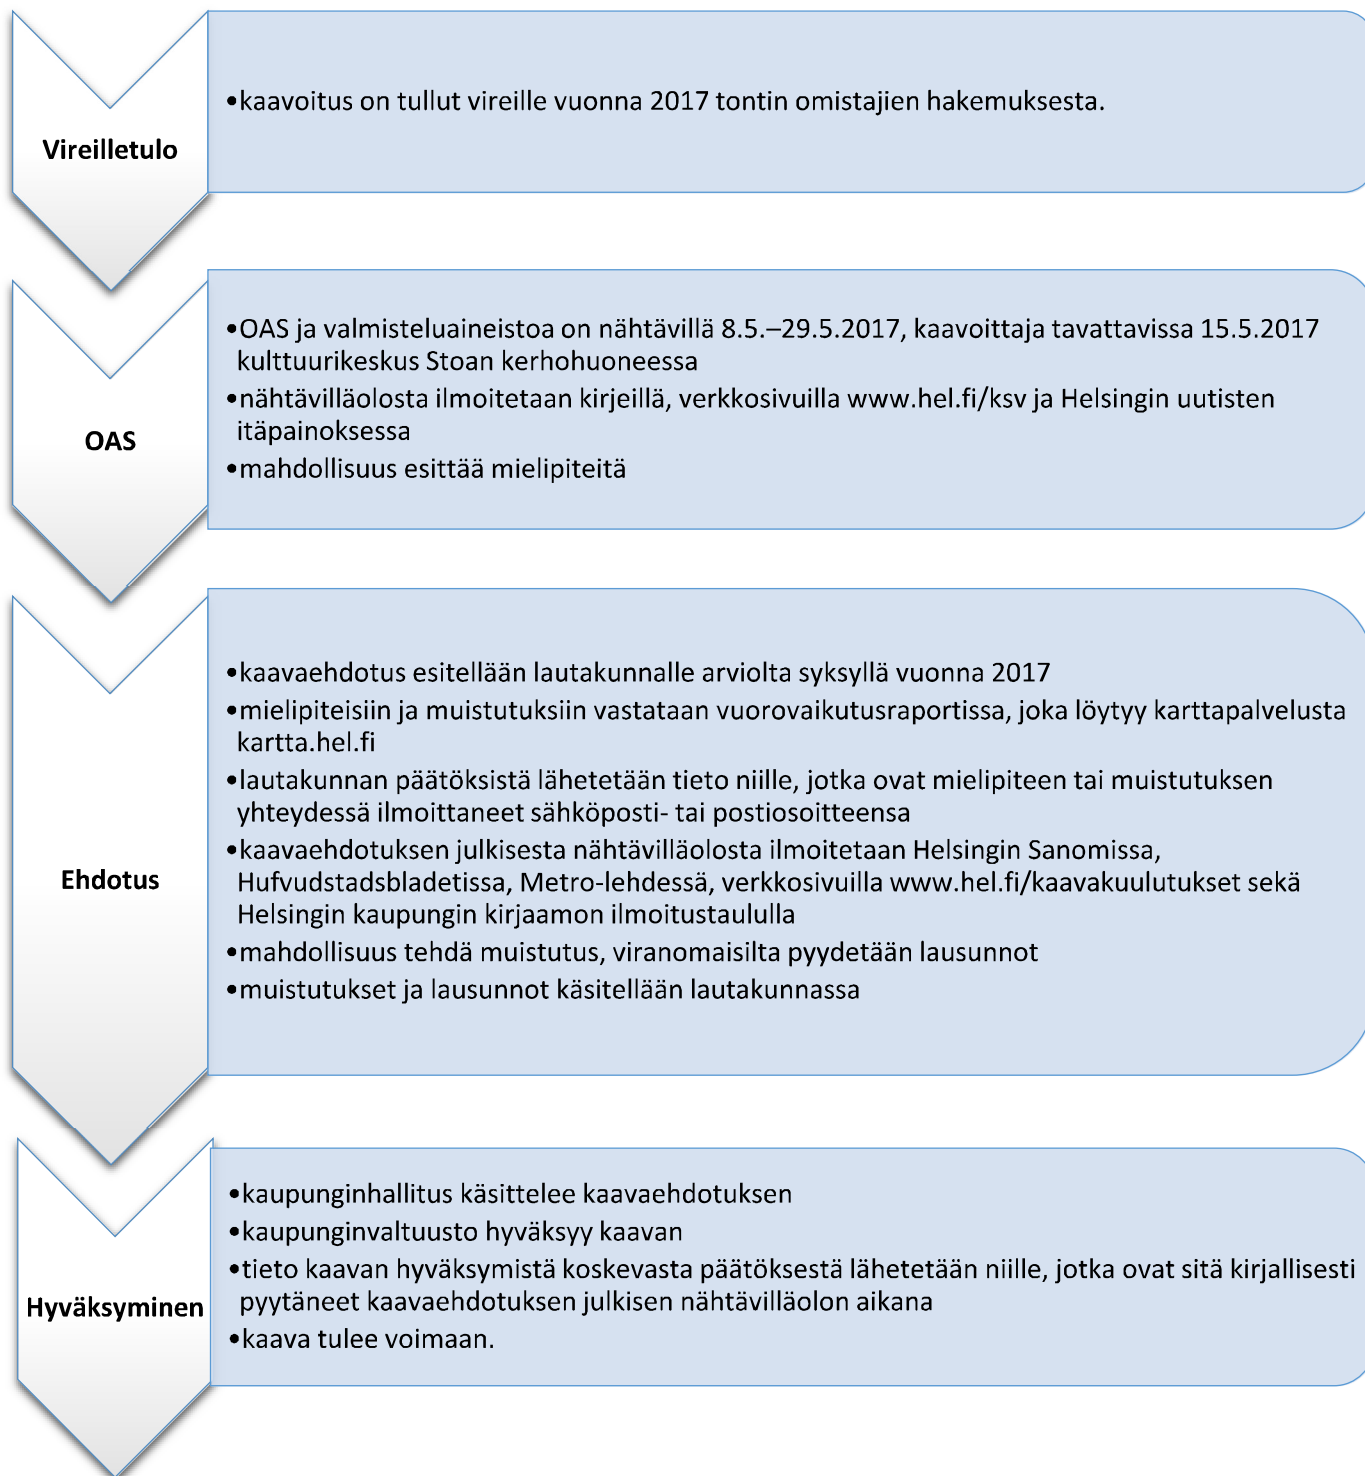 Vireilletulo
•kaavoitus on tullut vireille vuonna 2017 tontin omistajien hakemuksesta.
OAS
•OAS ja valmisteluaineistoa on nähtävillä 8.5.–29.5.2017, kaavoittaja tavattavissa 15.5.2017
kulttuurikeskus Stoan kerhohuoneessa
•nähtävilläolosta ilmoitetaan kirjeillä, verkkosivuilla www.hel.fi/ksv ja Helsingin uutisten
itäpainoksessa
•mahdollisuus esittää mielipiteitä
Ehdotus
•kaavaehdotus esitellään lautakunnalle arviolta syksyllä vuonna 2017
•mielipiteisiin ja muistutuksiin vastataan vuorovaikutusraportissa, joka löytyy karttapalvelusta
kartta.hel.fi
•lautakunnan päätöksistä lähetetään tieto niille, jotka ovat mielipiteen tai muistutuksen
yhteydessä ilmoittaneet sähköposti- tai postiosoitteensa
•kaavaehdotuksen julkisesta nähtävilläolosta ilmoitetaan Helsingin Sanomissa,
Hufvudstadsbladetissa, Metro-lehdessä, verkkosivuilla www.hel.fi/kaavakuulutukset sekä
Helsingin kaupungin kirjaamon ilmoitustaululla
•mahdollisuus tehdä muistutus, viranomaisilta pyydetään lausunnot
•muistutukset ja lausunnot käsitellään lautakunnassa
Hyväksyminen
•kaupunginhallitus käsittelee kaavaehdotuksen
•kaupunginvaltuusto hyväksyy kaavan
•tieto kaavan hyväksymistä koskevasta päätöksestä lähetetään niille, jotka ovat sitä kirjallisesti
pyytäneet kaavaehdotuksen julkisen nähtävilläolon aikana
•kaava tulee voimaan.